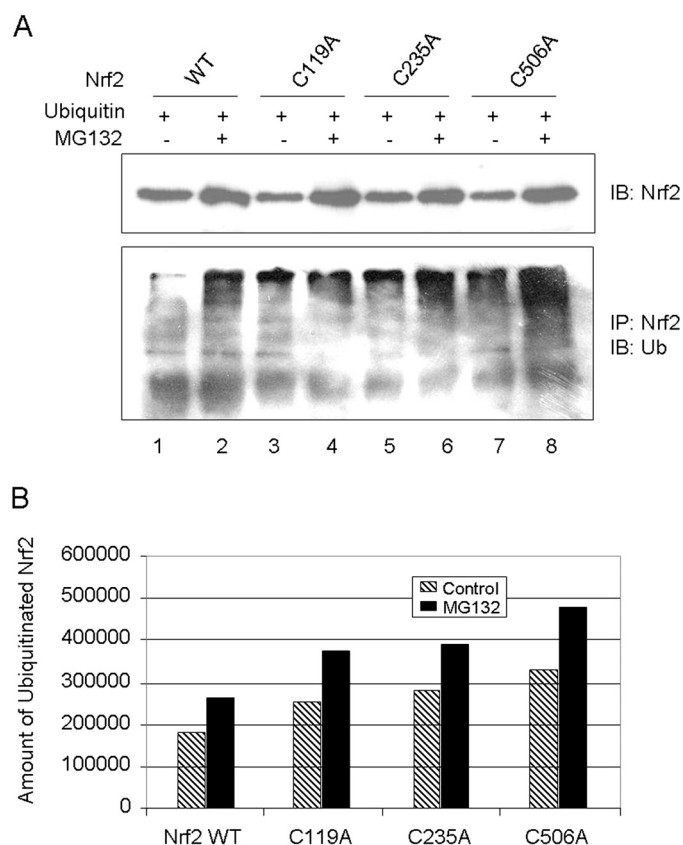 A
Nrf2 WT C119A C235A C506A
Ubiquitin + + + + + + + +
MG132 - + - + - + - +
IB: Nrf2
IP: Nrf2
IB: Ub
1 2 3 4 5 6 7 8
B
Amount of Ubiquitinated Nrf2
600000
500000
400000
300000
200000
100000
0
Control
MG132
Nrf2 WT C119A C235A C506A